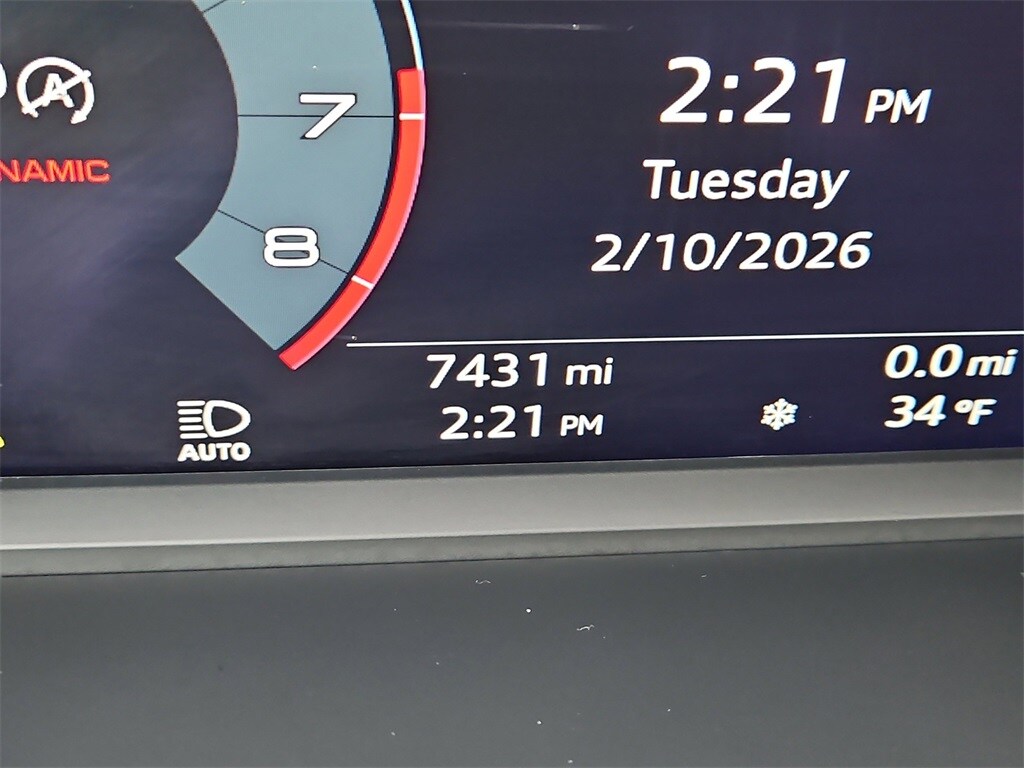 A
7
NAMIC
8
2:21 PM
Tuesday
2/10/2026
7431 mi
0.0 mi
2:21 PM
34 °F
AUTO